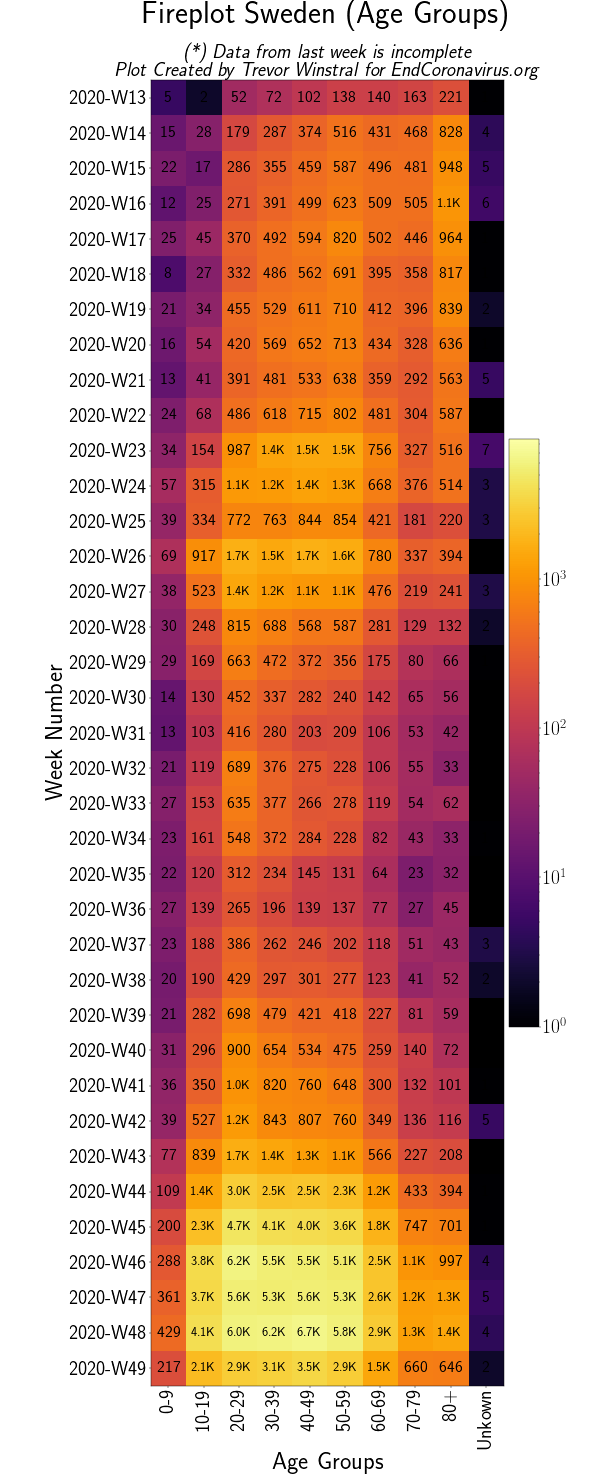 Fireplot Sweden (Age Groups)
(*) Data from last week is incomplete
Plot Created by Trevor Winstral for EndCoronavirus.org
2020-W13 5 2 52 72 102 138 140 163 221
2020-W14 15 28 179 287 374 516 431 468 828 4
2020-W15 22 17 286 355 459 587 496 481 948 5
2020-W16 12 25 271 391 499 623 509 505 1.1K 6
2020-W17 25 45 370 492 594 820 502 446 964
2020-W18 8 27 332 486 562 691 395 358 817
2020-W19 21 34 455 529 611 710 412 396 839 2
2020-W20 16 54 420 569 652 713 434 328 636
2020-W21 13 41 391 481 533 638 359 292 563 5
2020-W22 24 68 486 618 715 802 481 304 587
2020-W23 34 154 987 1.4K 1.5K 1.5K 756 327 516 7
2020-W24 57 315 1.1K 1.2K 1.4K 1.3K 668 376 514 3
2020-W25 39 334 772 763 844 854 421 181 220 3
2020-W26 69 917 1.7K 1.5K 1.7K 1.6K 780 337 394
2020-W27 38 523 1.4K 1.2K 1.1K 1.1K 476 219 241 3
2020-W28 30 248 815 688 568 587 281 129 132 2
2020-W29 29 169 663 472 372 356 175 80 66
2020-W30 14 130 452 337 282 240 142 65 56
2020-W31 13 103 416 280 203 209 106 53 42
2020-W32 21 119 689 376 275 228 106 55 33
2020-W33 27 153 635 377 266 278 119 54 62
2020-W34 23 161 548 372 284 228 82 43 33
2020-W35 22 120 312 234 145 131 64 23 32
2020-W36 27 139 265 196 139 137 77 27 45
2020-W37 23 188 386 262 246 202 118 51 43 3
2020-W38 20 190 429 297 301 277 123 41 52 2
2020-W39 21 282 698 479 421 418 227 81 59
2020-W40 31 296 900 654 534 475 259 140 72
2020-W41 36 350 1.0K 820 760 648 300 132 101
2020-W42 39 527 1.2K 843 807 760 349 136 116 5
2020-W43 77 839 1.7K 1.4K 1.3K 1.1K 566 227 208
2020-W44 109 1.4K 3.0K 2.5K 2.5K 2.3K 1.2K 433 394
2020-W45 200 2.3K 4.7K 4.1K 4.0K 3.6K 1.8K 747 701
2020-W46 288 3.8K 6.2K 5.5K 5.5K 5.1K 2.5K 1.1K 997 4
2020-W47 361 3.7K 5.6K 5.3K 5.6K 5.3K 2.6K 1.2K 1.3K 5
2020-W48 429 4.1K 6.0K 6.2K 6.7K 5.8K 2.9K 1.3K 1.4K 4
2020-W49 217 2.1K 2.9K 3.1K 3.5K 2.9K 1.5K 660 646 2
0-9 10-19 20-29 30-39 40-49 50-59 60-69 70-79 80+ Unkown
Age Groups
Week Number
10³
10²
10¹
10⁰